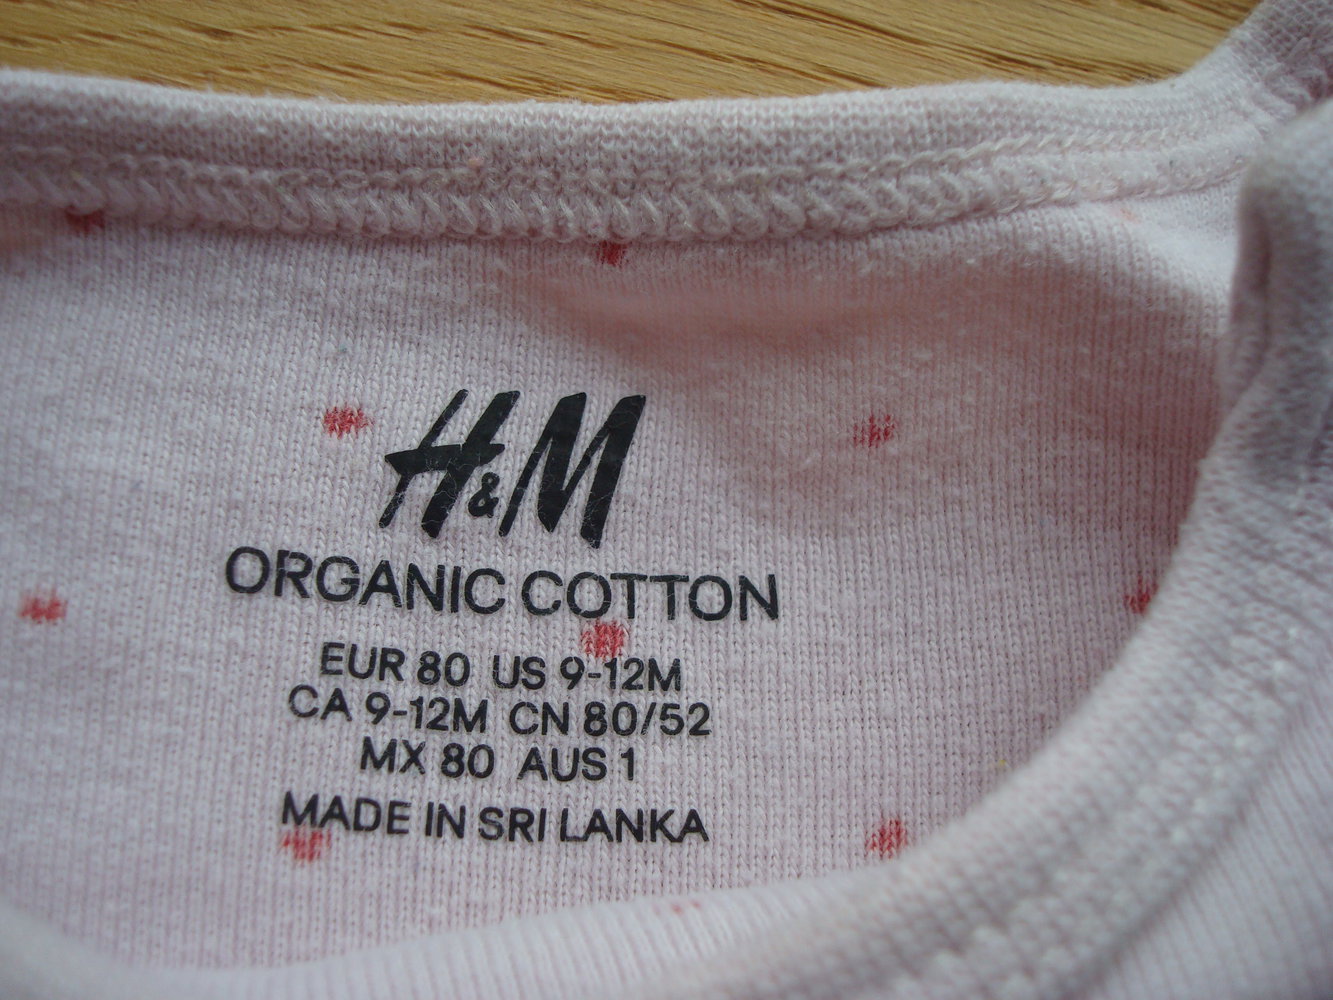 H&M
ORGANIC COTTON
EUR 80 US 9-12M
CA 9-12M CN 80/52
MX 80 AUS 1
MADE IN SRI LANKA